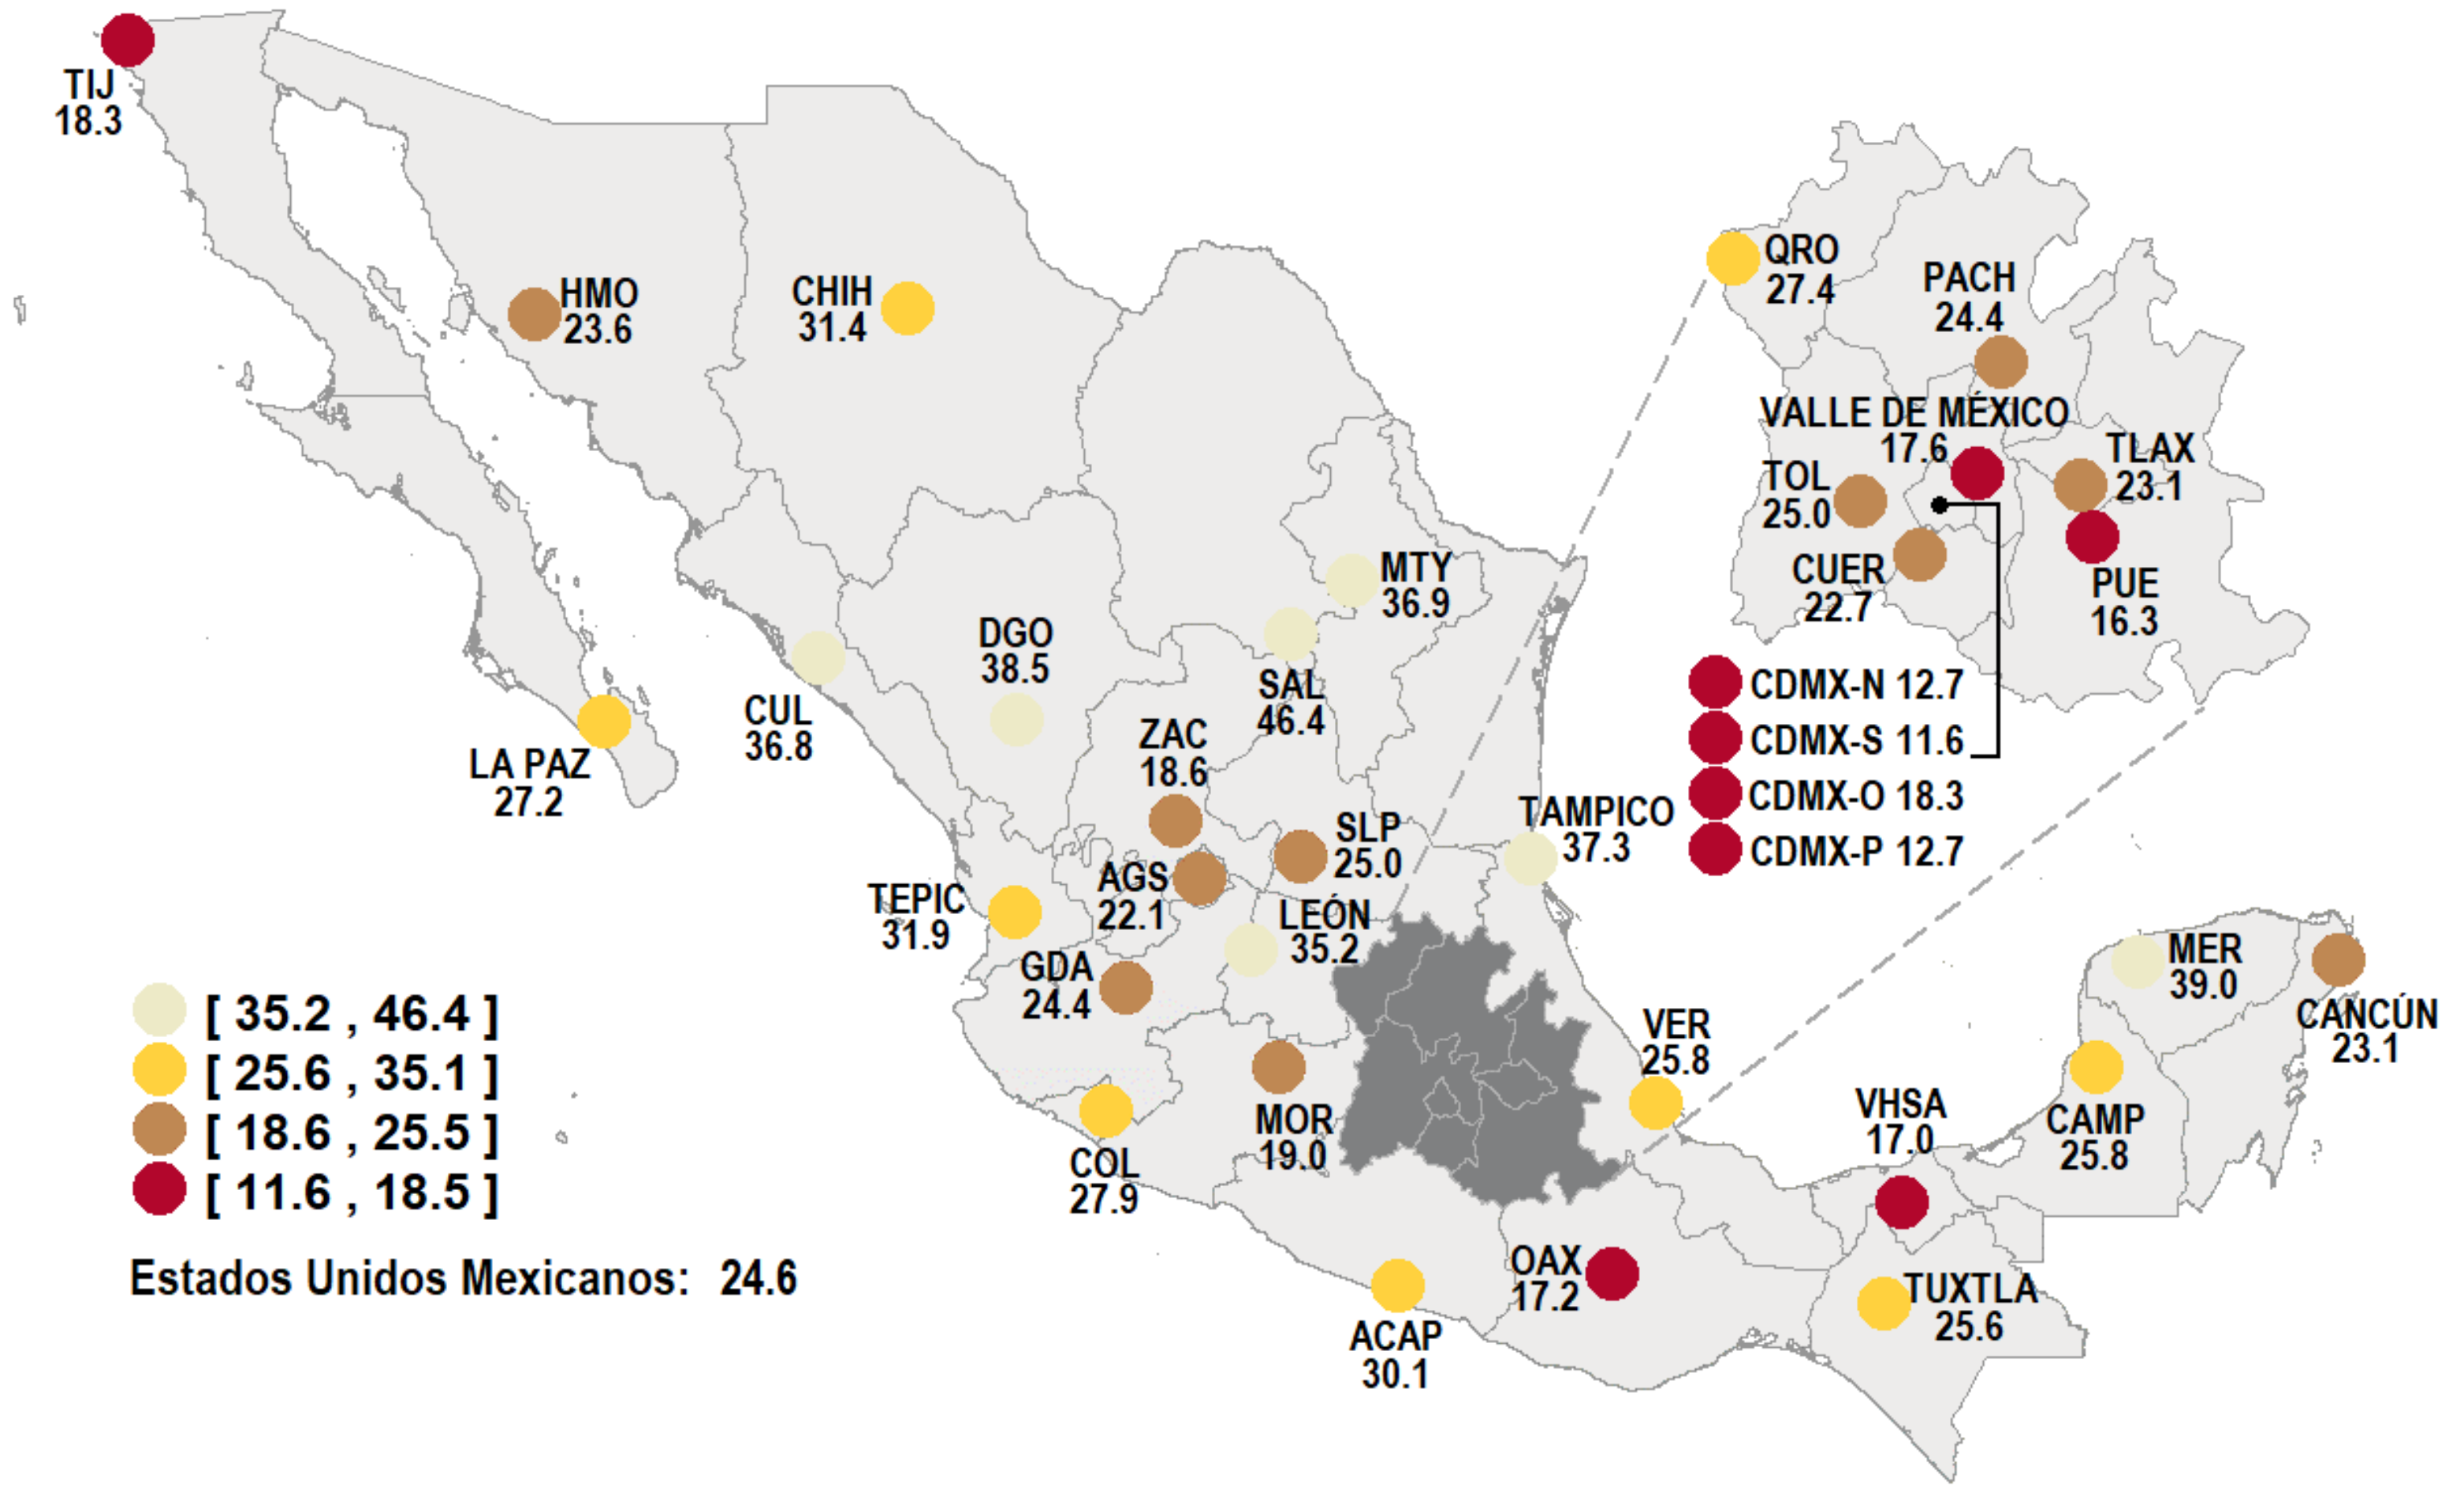 TIJ
18.3
HMO
23.6
CHIH
31.4
QRO
27.4
PACH
24.4
VALLE DE MÉXICO
17.6
TLAX
23.1
TOL
25.0
CUER
22.7
PUE
16.3
MTY
36.9
DGO
38.5
SAL
46.4
CUL
36.8
LA PAZ
27.2
ZAC
18.6
CDMX-N 12.7
CDMX-S 11.6
CDMX-O 18.3
CDMX-P 12.7
TAMPICO
37.3
SLP
25.0
AGS
22.1
TEPIC
31.9
LEÓN
35.2
GDA
24.4
MER
39.0
CANCÚN
23.1
VER
25.8
VHSA
17.0
CAMP
25.8
MOR
19.0
COL
27.9
OAX
17.2
TUXTLA
25.6
ACAP
30.1
[ 35.2 , 46.4 ]
[ 25.6 , 35.1 ]
[ 18.6 , 25.5 ]
[ 11.6 , 18.5 ]
Estados Unidos Mexicanos: 24.6